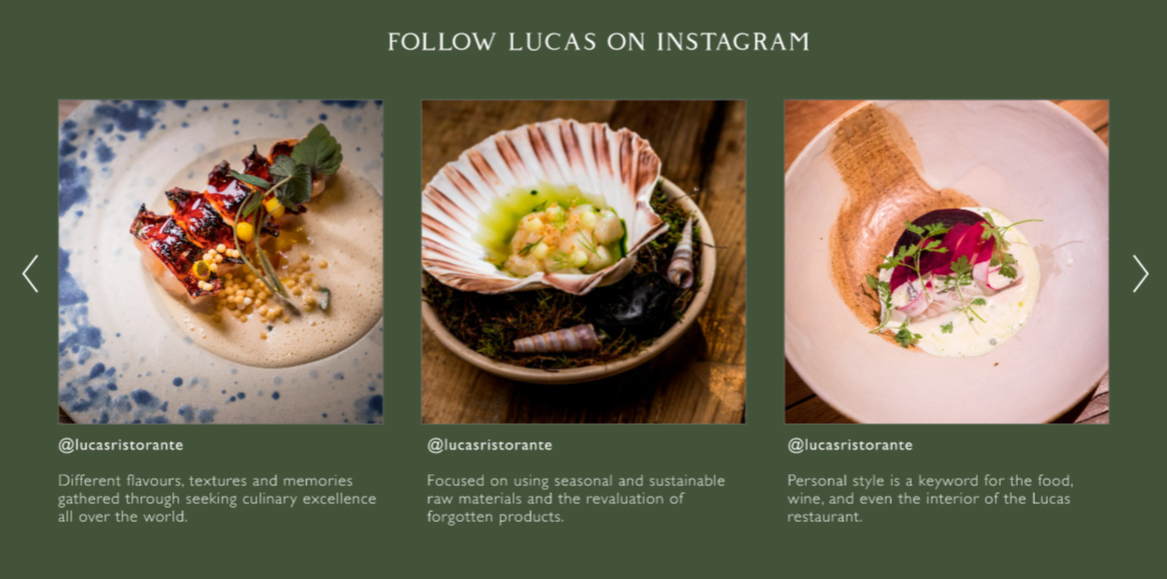 FOLLOW LUCAS ON INSTAGRAM
@lucasristorante
Different flavours, textures and memories
gathered through seeking culinary excellence
all over the world.
@lucasristorante
Focused on using seasonal and sustainable
raw materials and the revaluation of
forgotten products.
@lucasristorante
Personal style is a keyword for the food,
wine, and even the interior of the Lucas
restaurant.